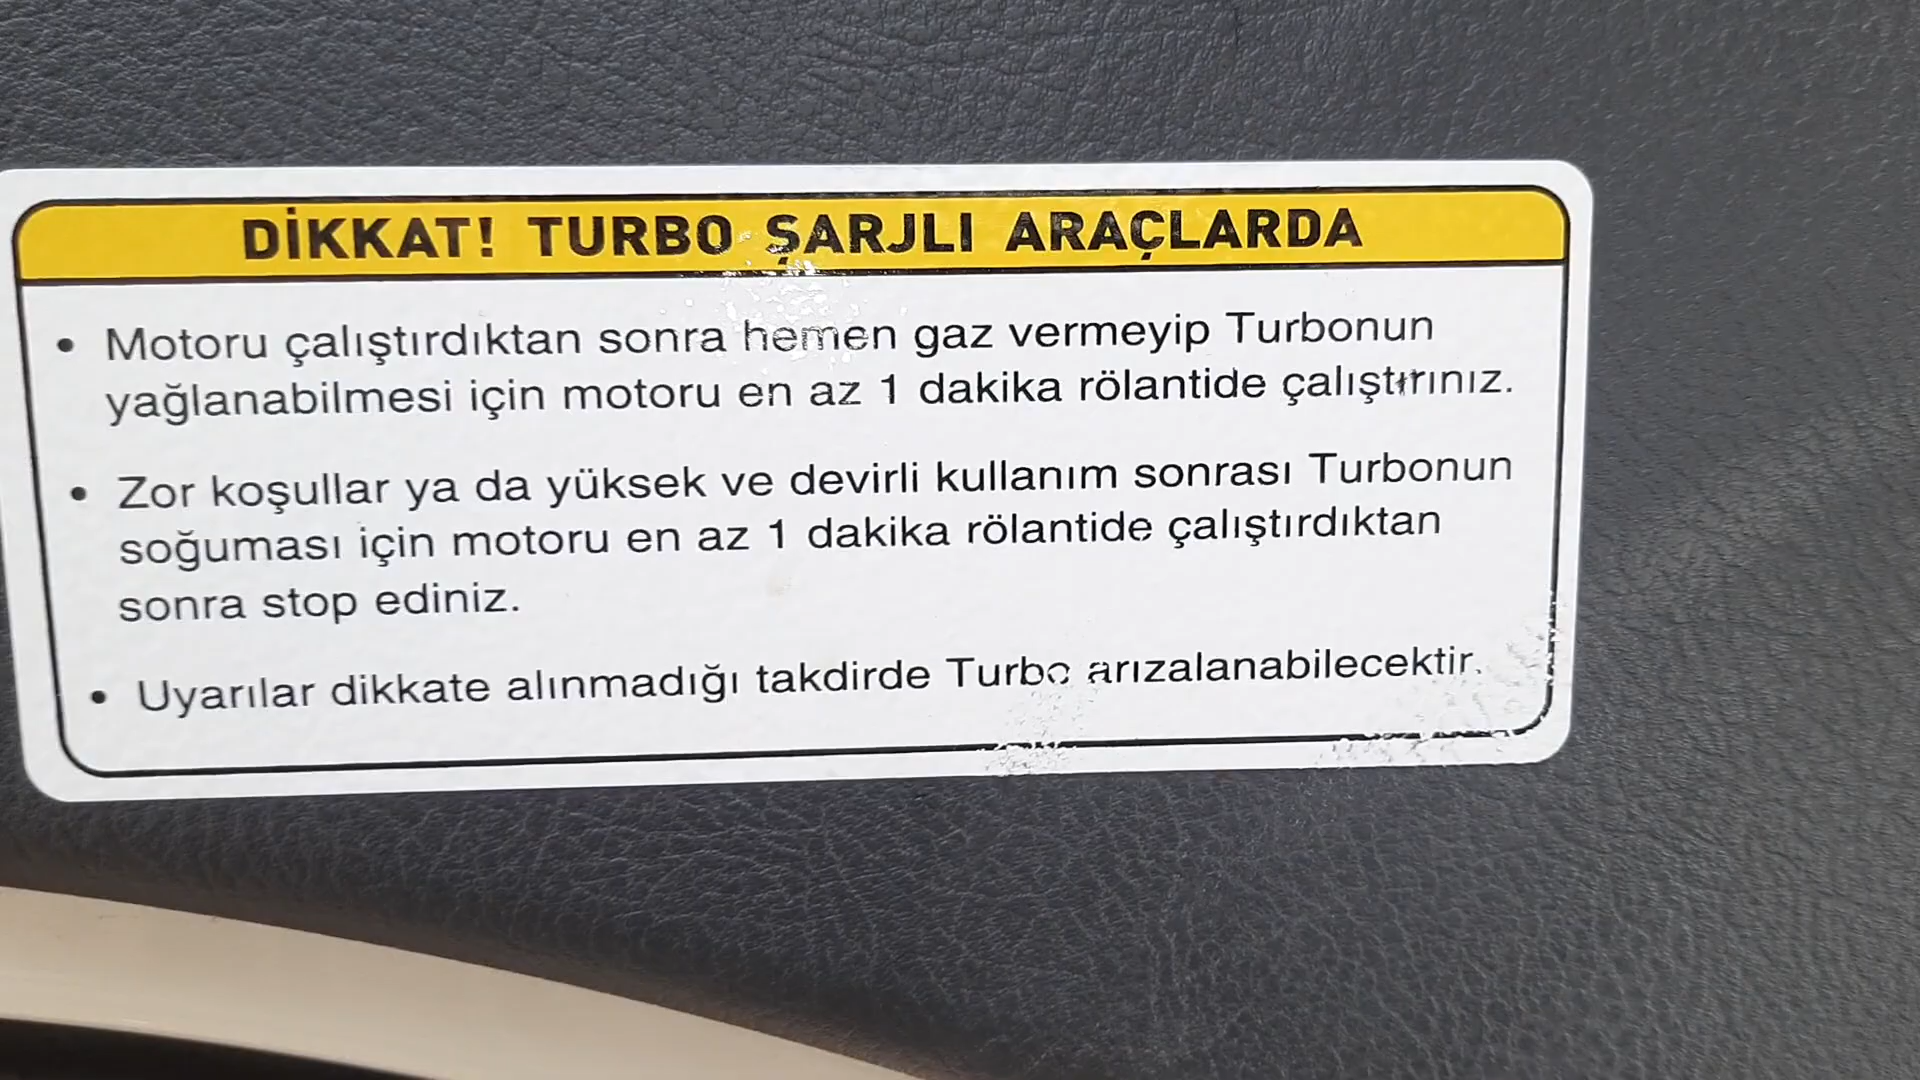 DİKKAT! TURBO ŞARJLI ARAÇLARDA
• Motoru çalıştırdıktan sonra hemen gaz vermeyip Turbonun
yağlanabilmesi için motoru en az 1 dakika rölantide çalıştırınız.
• Zor koşullar ya da yüksek ve devirli kullanım sonrası Turbonun
soğuması için motoru en az 1 dakika rölantide çalıştırdıktan
sonra stop ediniz.
• Uyarılar dikkate alınmadığı takdirde Turbo arızalanabilecektir.